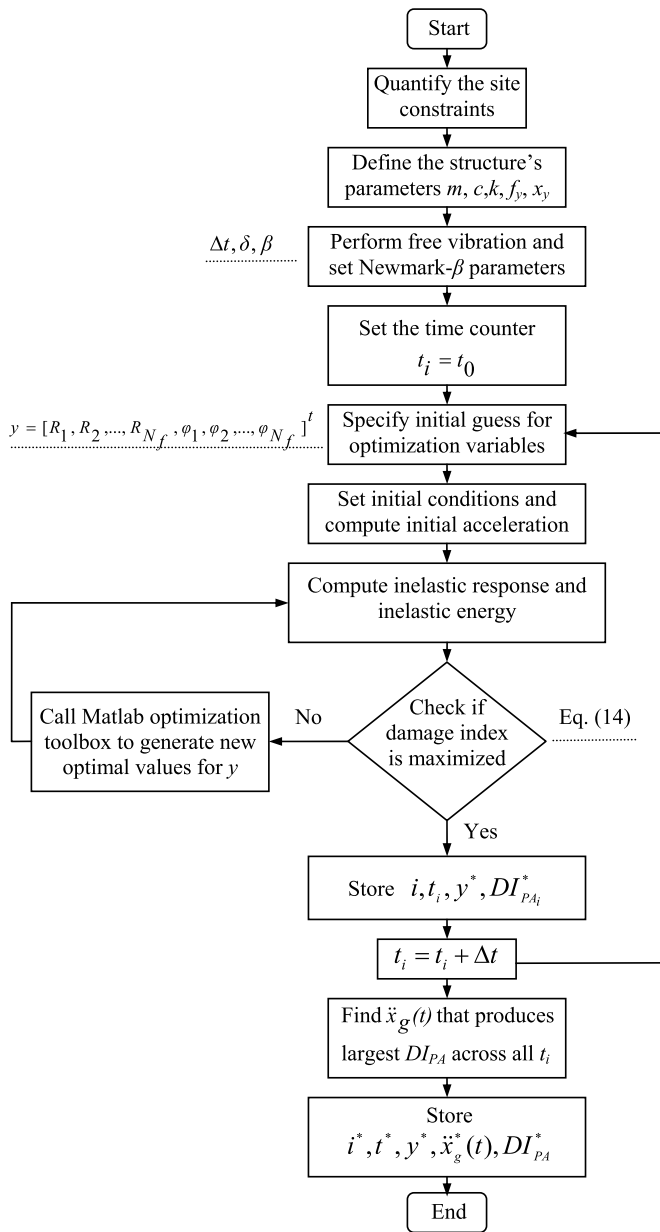 Start
Quantify the site
constraints
Define the structure's
parameters m, c,k, f_y, x_y
Δt, δ, β
Perform free vibration and
set Newmark-β parameters
Set the time counter
t_i = t_0
y = [R_1, R_2,..., R_{N_f}, φ_1, φ_2,..., φ_{N_f}]^t
Specify initial guess for
optimization variables
Set initial conditions and
compute initial acceleration
Compute inelastic response and
inelastic energy
Check if
damage index
is maximized
Eq. (14)
No
Call Matlab optimization
toolbox to generate new
optimal values for y
Yes
Store i, t_i, y^*, DI^*_{PA_i}
t_i = t_i + Δt
Find ẍ_g(t) that produces
largest DI_{PA} across all t_i
Store
i^*, t^*, y^*, ẍ_g^*(t), DI^*_{PA}
End